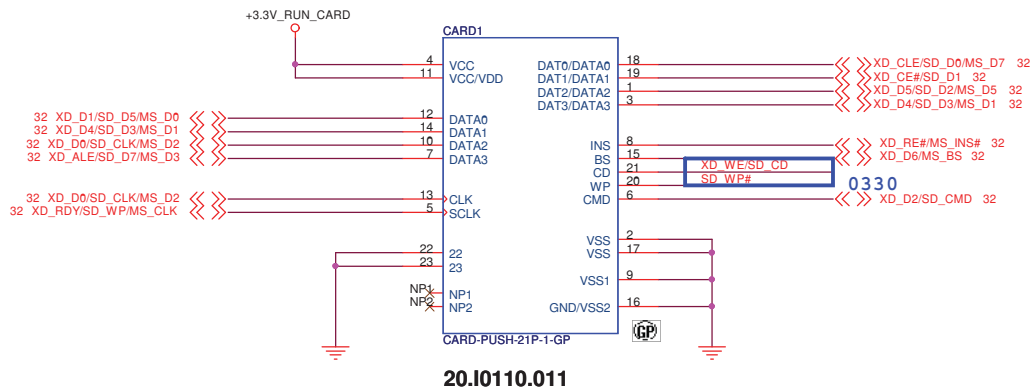 +3.3V_RUN_CARD
CARD1
4 VCC
11 VCC/VDD
32 XD_D1/SD_D5/MS_D0 12 DATA0
32 XD_D4/SD_D3/MS_D1 14 DATA1
32 XD_D0/SD_CLK/MS_D2 10 DATA2
32 XD_ALE/SD_D7/MS_D3 7 DATA3
32 XD_D0/SD_CLK/MS_D2 13 CLK
32 XD_RDY/SD_WP/MS_CLK 5 SCLK
22 22
23 23
NP1 NP1
NP2 NP2
DAT0/DATA0 18 XD_CLE/SD_D0/MS_D7 32
DAT1/DATA1 19 XD_CE#/SD_D1 32
DAT2/DATA2 1 XD_D5/SD_D2/MS_D5 32
DAT3/DATA3 3 XD_D4/SD_D3/MS_D1 32
INS 8 XD_RE#/MS_INS# 32
BS 15 XD_D6/MS_BS 32
CD 21 XD_WE/SD_CD
WP 20 SD_WP#
0330
CMD 6 XD_D2/SD_CMD 32
VSS 2
VSS 17
VSS1 9
GND/VSS2 16
GP
CARD-PUSH-21P-1-GP
20.I0110.011